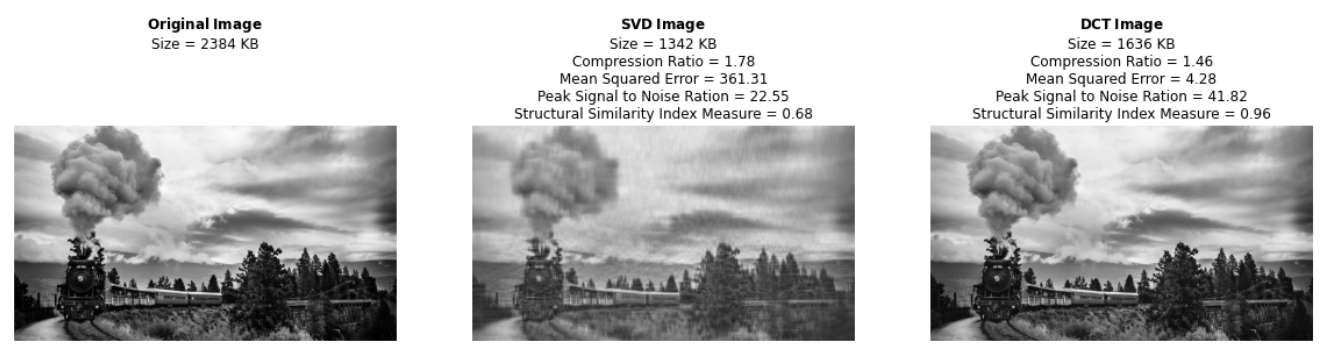 Original Image
Size = 2384 KB
SVD Image
Size = 1342 KB
Compression Ratio = 1.78
Mean Squared Error = 361.31
Peak Signal to Noise Ration = 22.55
Structural Similarity Index Measure = 0.68
DCT Image
Size = 1636 KB
Compression Ratio = 1.46
Mean Squared Error = 4.28
Peak Signal to Noise Ration = 41.82
Structural Similarity Index Measure = 0.96